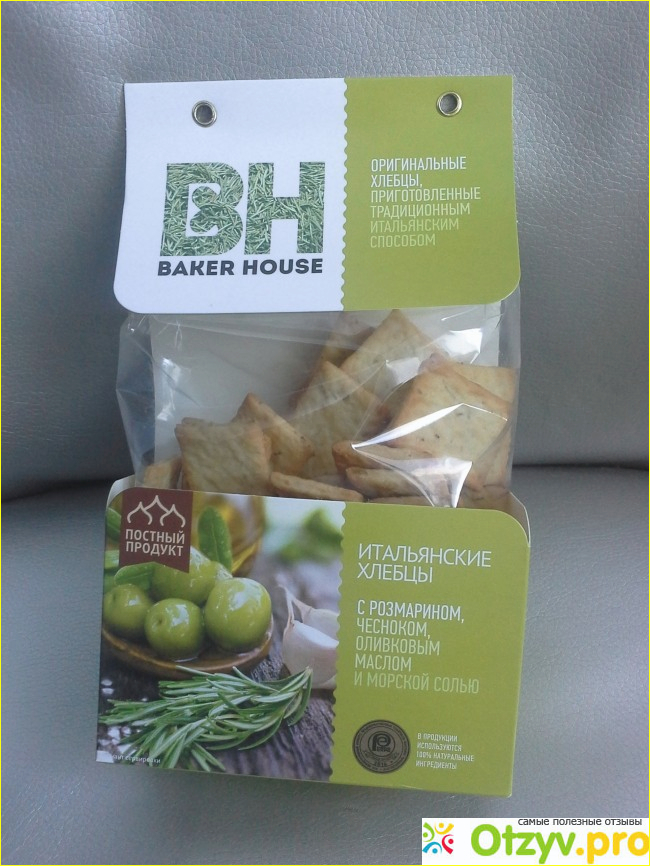 BH
BAKER HOUSE
ОРИГИНАЛЬНЫЕ
ХЛЕБЦЫ,
ПРИГОТОВЛЕННЫЕ
ТРАДИЦИОННЫМ
ИТАЛЬЯНСКИМ
СПОСОБОМ
ПОСТНЫЙ
ПРОДУКТ
ИТАЛЬЯНСКИЕ
ХЛЕБЦЫ
С РОЗМАРИНОМ,
ЧЕСНОКОМ,
ОЛИВКОВЫМ
МАСЛОМ
И МОРСКОЙ СОЛЬЮ
В ПРОДУКЦИИ
ИСПОЛЬЗУЮТСЯ
100% НАТУРАЛЬНЫЕ
ИНГРЕДИЕНТЫ
самые полезные отзывы
Otzyv.pro